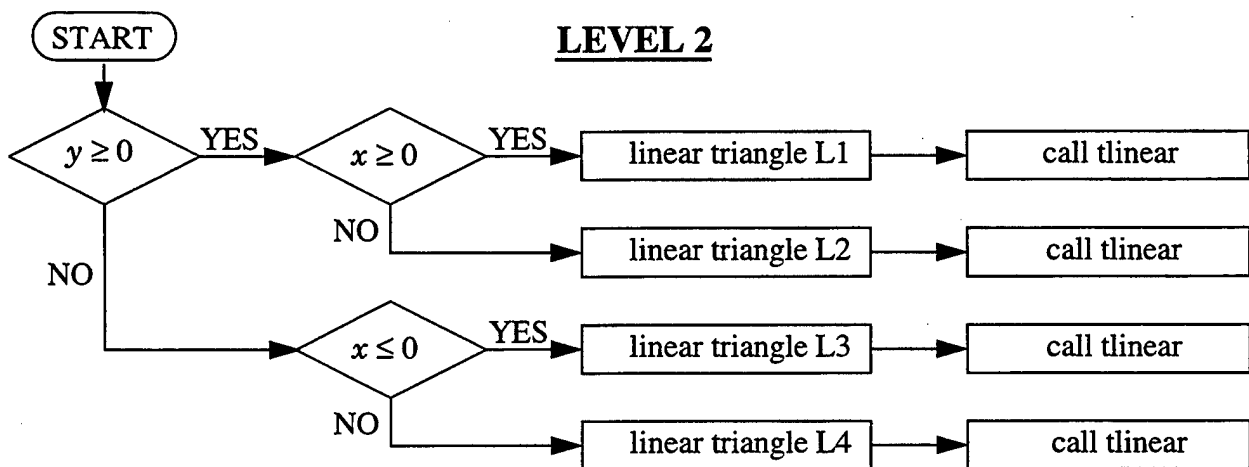 START
LEVEL 2
y ≥ 0
YES
x ≥ 0
YES
linear triangle L1
call tlinear
NO
linear triangle L2
call tlinear
NO
x ≤ 0
YES
linear triangle L3
call tlinear
NO
linear triangle L4
call tlinear